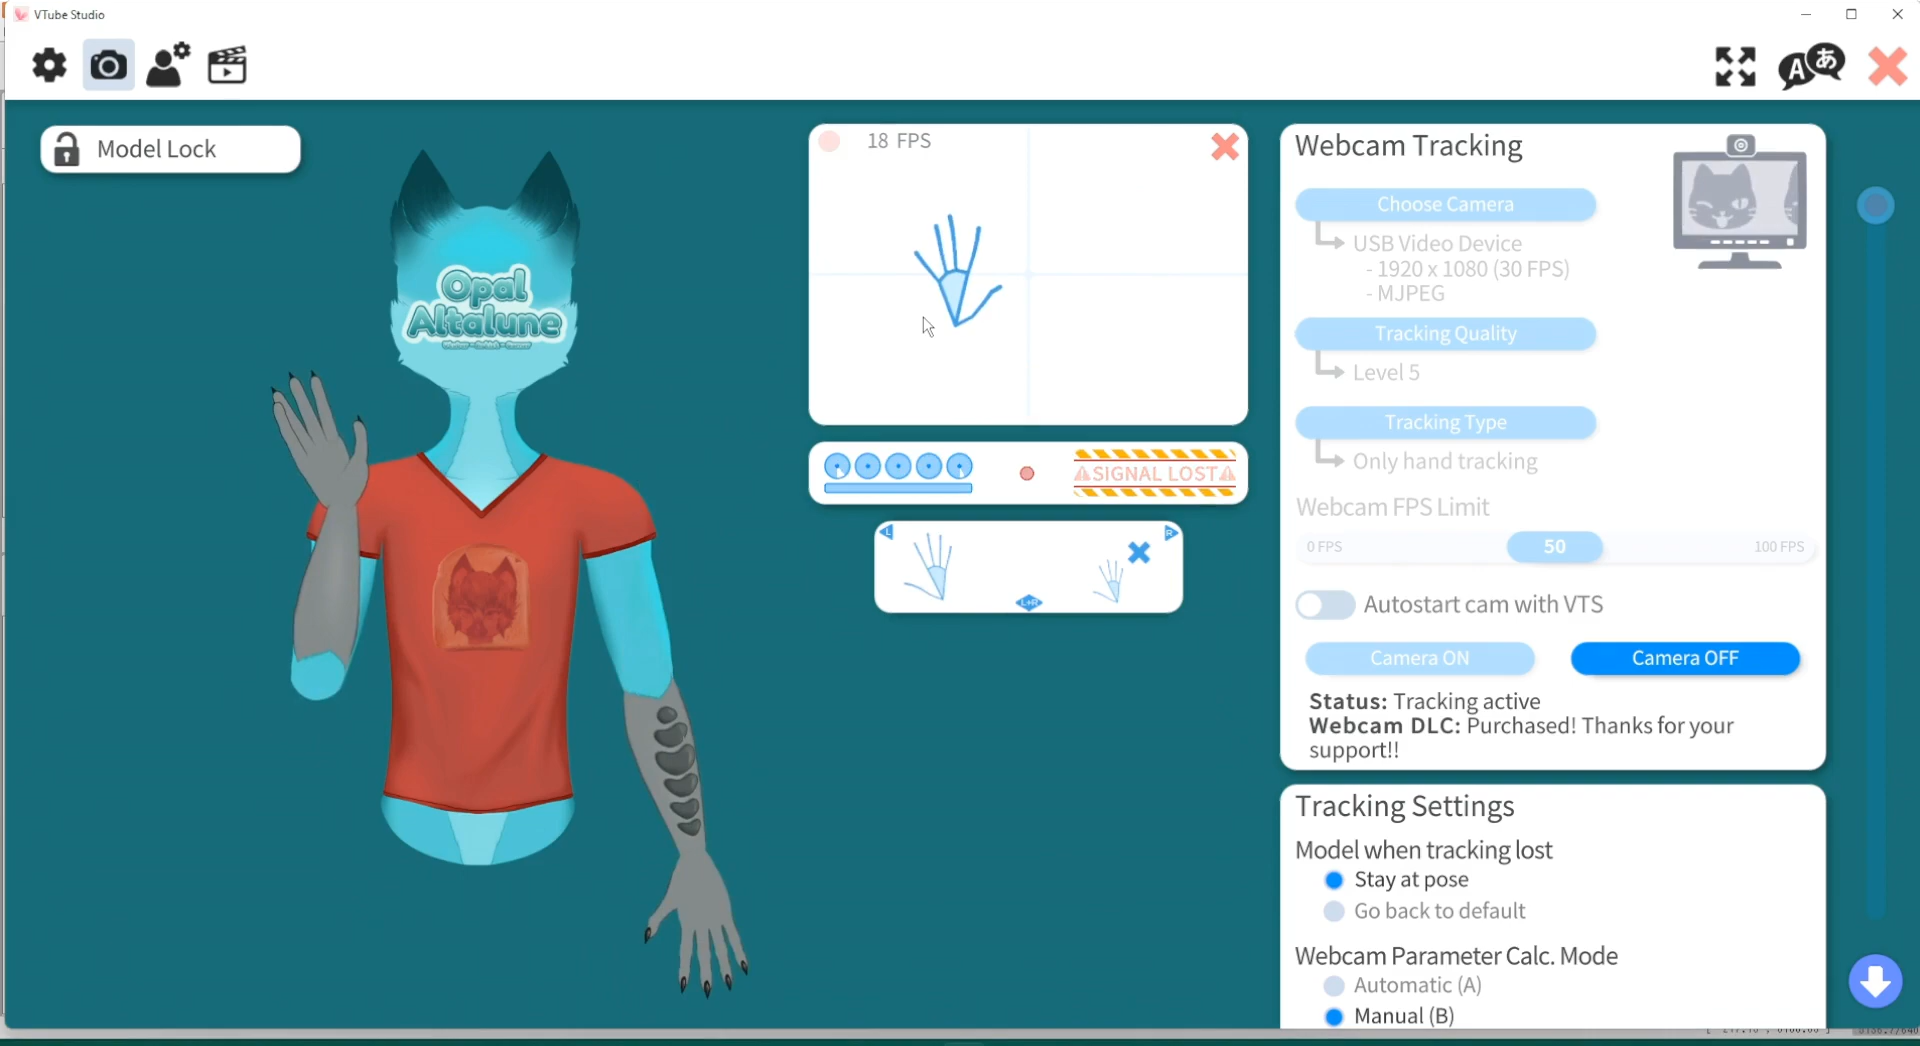 VTube Studio
A あ
Model Lock
18 FPS
Opal
Altalune
SIGNAL LOST
L
R
L+R
Webcam Tracking
Choose Camera
USB Video Device
- 1920 x 1080 (30 FPS)
- MJPEG
Tracking Quality
Level 5
Tracking Type
Only hand tracking
Webcam FPS Limit
0 FPS
50
100 FPS
Autostart cam with VTS
Camera ON
Camera OFF
Status: Tracking active
Webcam DLC: Purchased! Thanks for your
support!!
Tracking Settings
Model when tracking lost
Stay at pose
Go back to default
Webcam Parameter Calc. Mode
Automatic (A)
Manual (B)